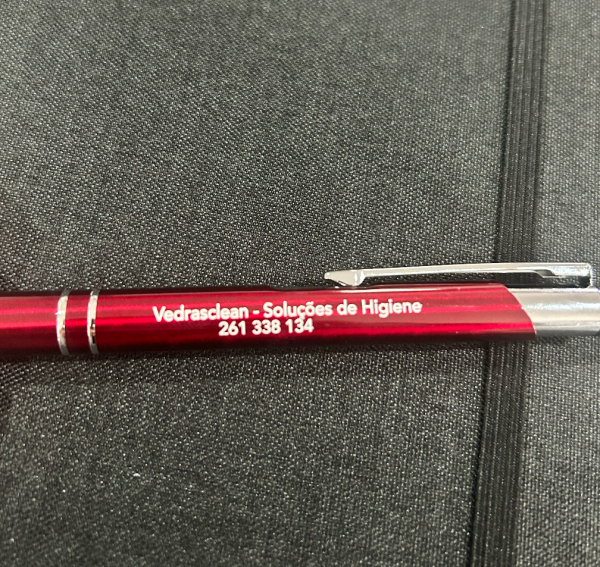 Vedrasclean - Soluções de Higiene
261 338 134